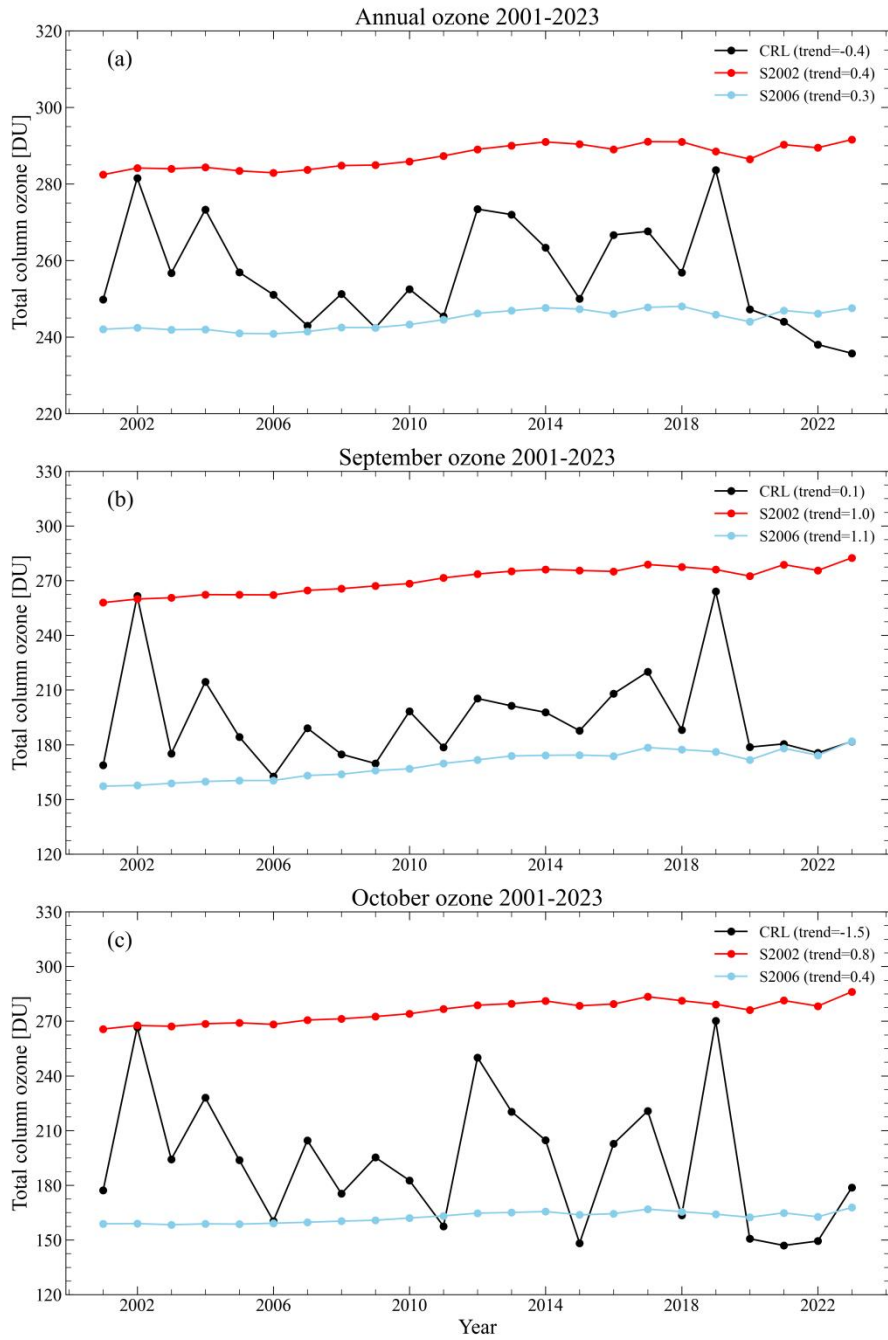 Annual ozone 2001-2023
320
300
280
260
240
220
Total column ozone [DU]
(a)
CRL (trend=-0.4)
S2002 (trend=0.4)
S2006 (trend=0.3)
2002 2006 2010 2014 2018 2022
September ozone 2001-2023
330
300
270
240
210
180
150
120
Total column ozone [DU]
(b)
CRL (trend=0.1)
S2002 (trend=1.0)
S2006 (trend=1.1)
2002 2006 2010 2014 2018 2022
October ozone 2001-2023
330
300
270
240
210
180
150
120
Total column ozone [DU]
(c)
CRL (trend=-1.5)
S2002 (trend=0.8)
S2006 (trend=0.4)
2002 2006 2010 2014 2018 2022
Year